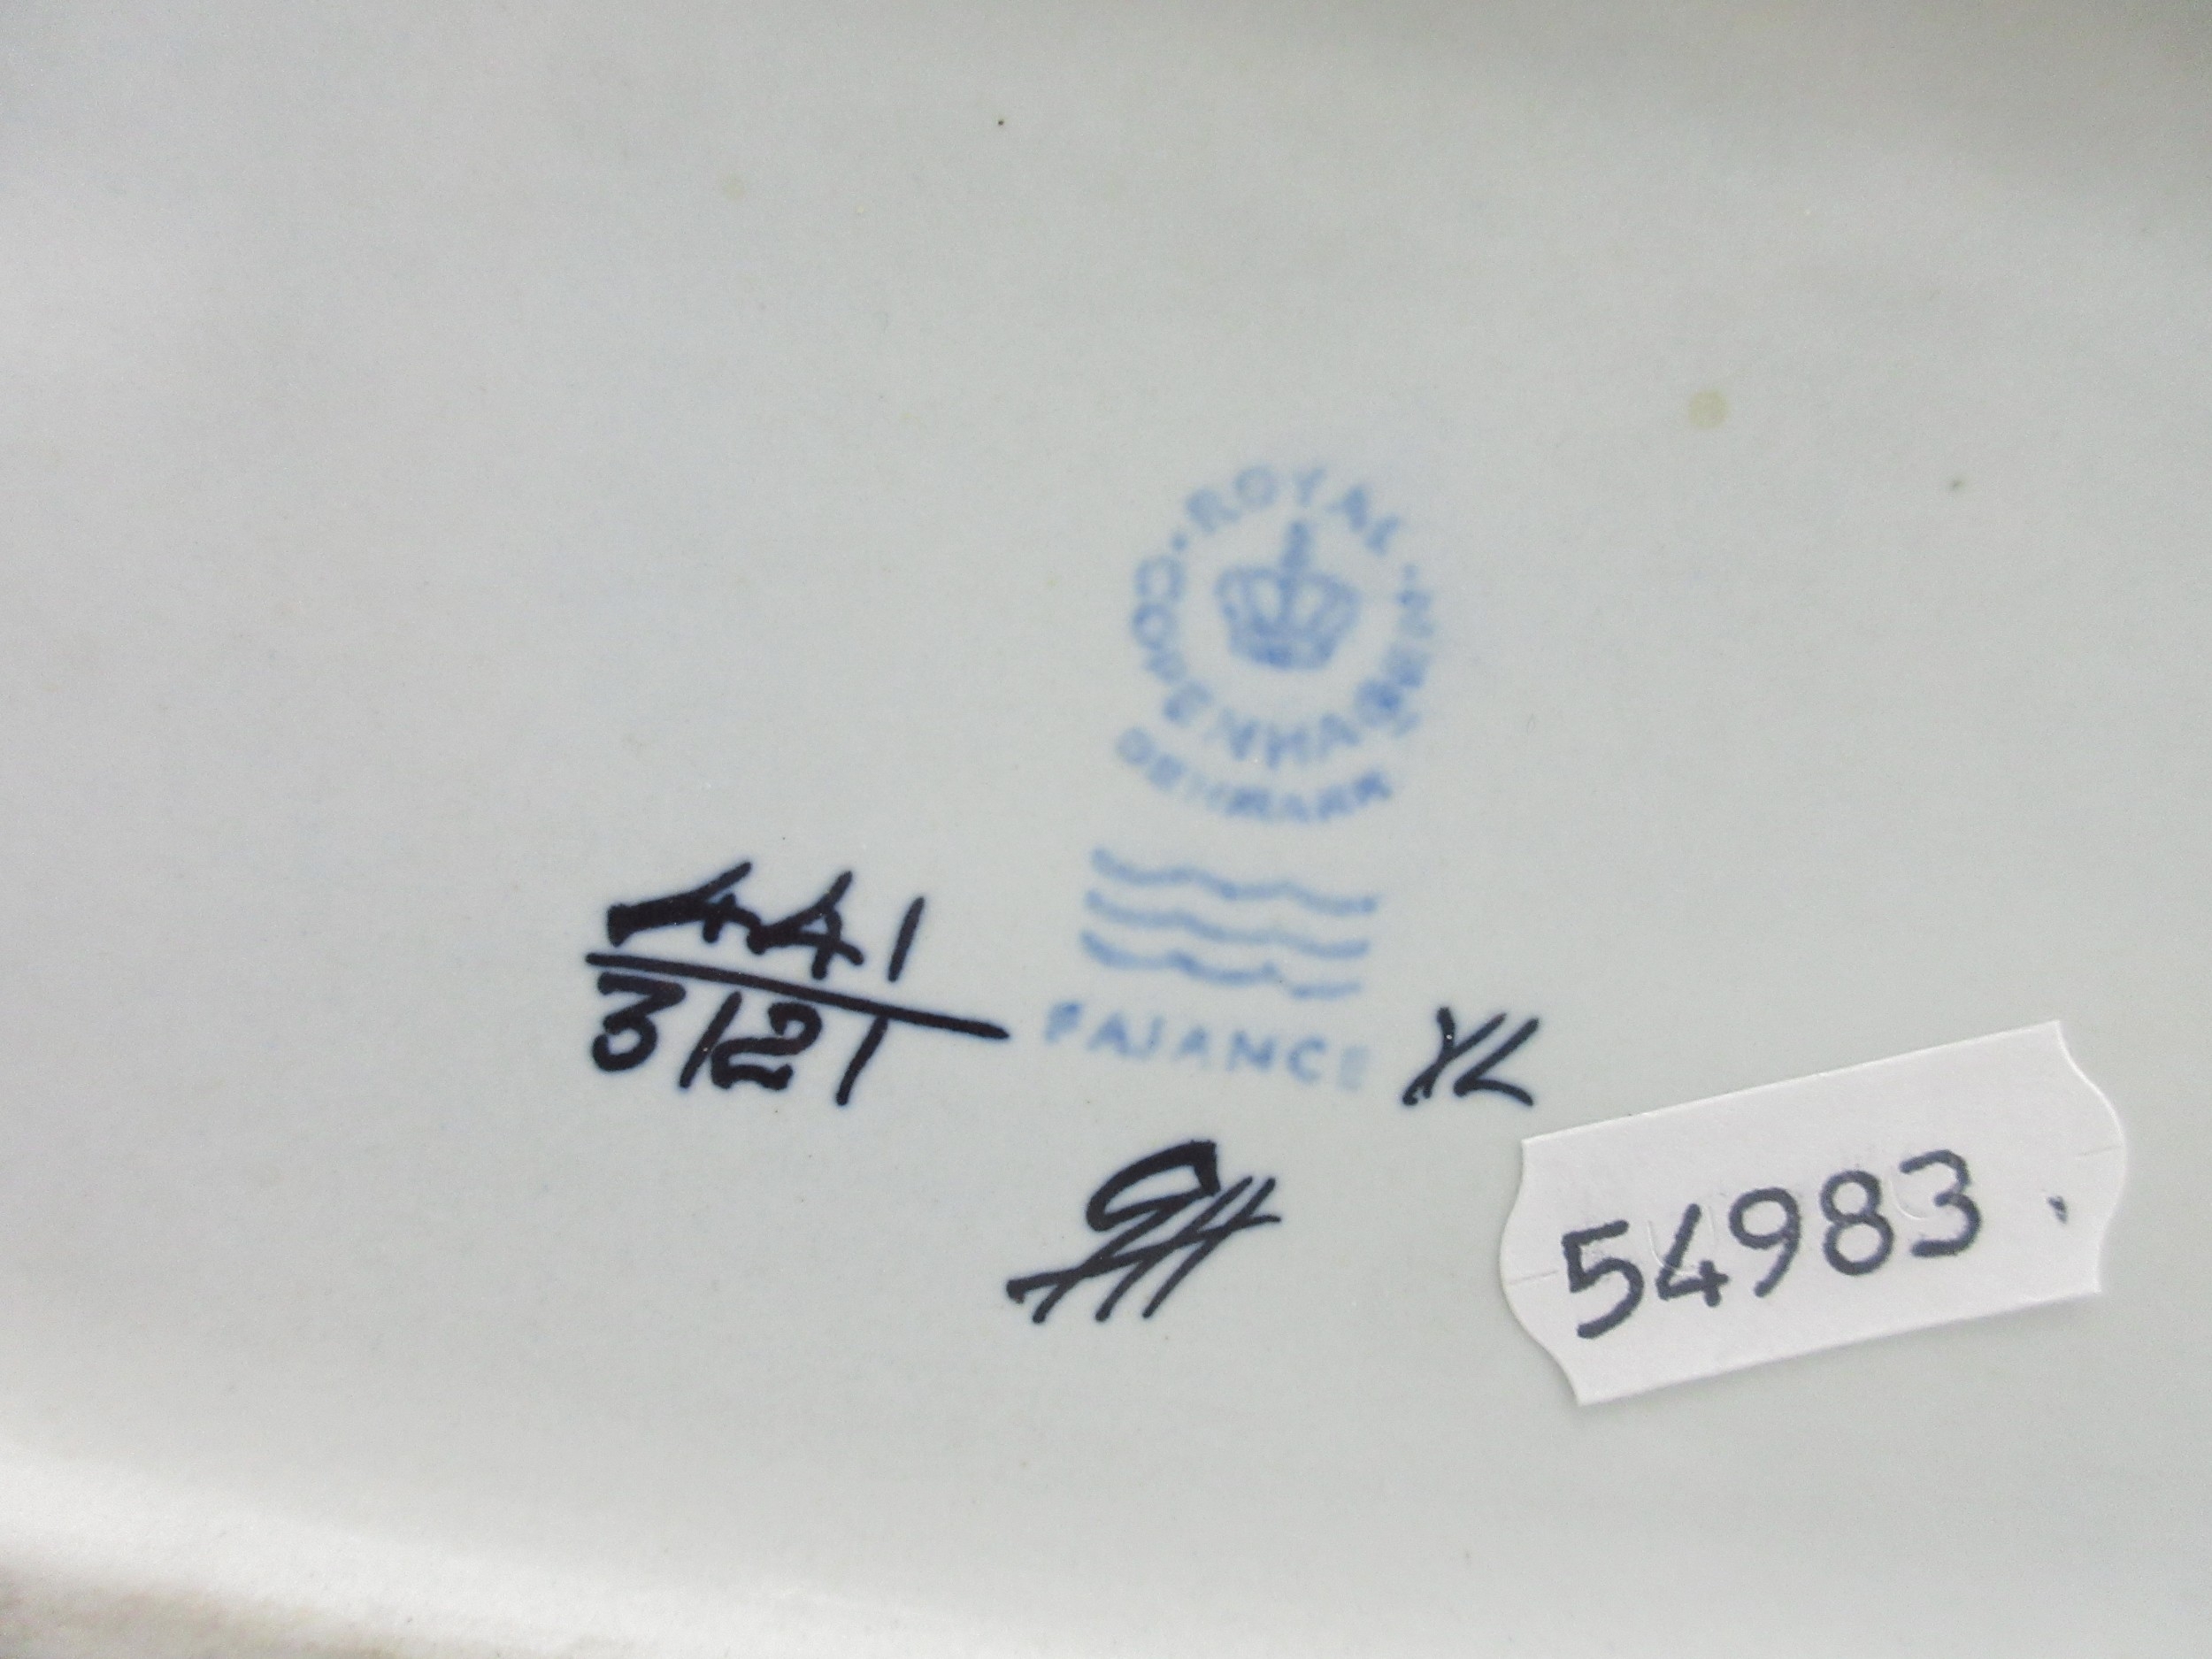 ROYAL
COPENHAGEN
DENMARK
441
3121
FAJANCE
54983.